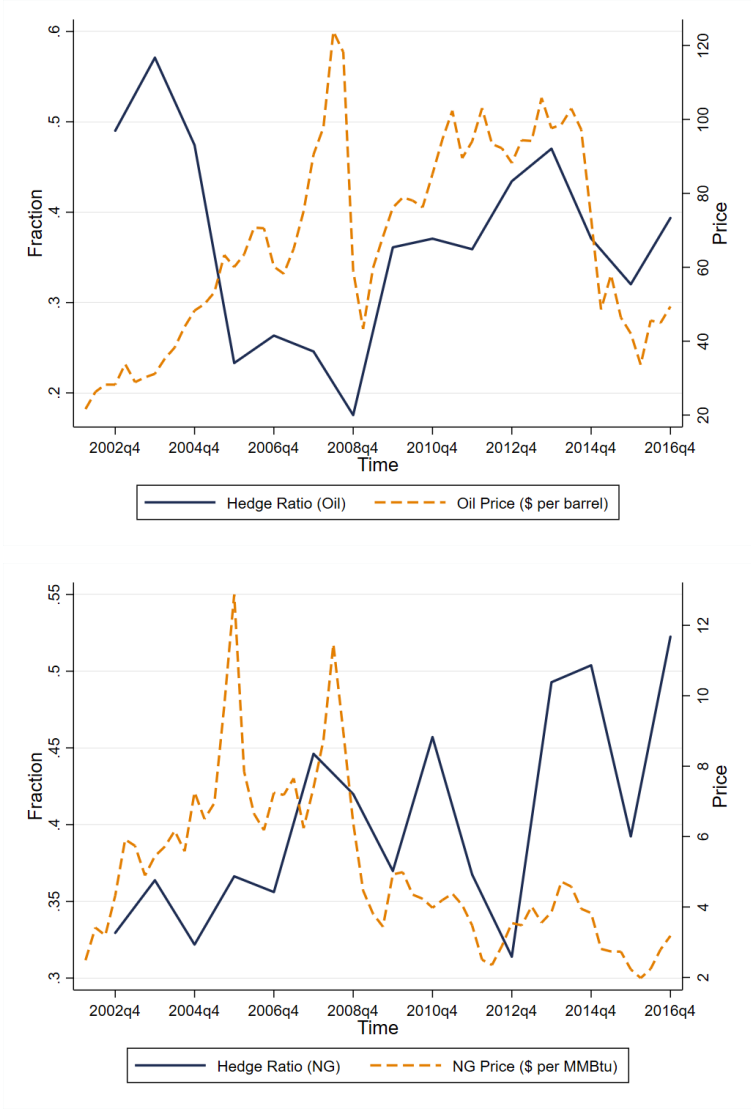 .6
.5
.4
.3
.2
Fraction
120
100
80
60
40
20
Price
2002q4 2004q4 2006q4 2008q4 2010q4 2012q4 2014q4 2016q4
Time
Hedge Ratio (Oil) Oil Price ($ per barrel)
.55
.5
.45
.4
.35
.3
Fraction
12
10
8
6
4
2
Price
2002q4 2004q4 2006q4 2008q4 2010q4 2012q4 2014q4 2016q4
Time
Hedge Ratio (NG) NG Price ($ per MMBtu)